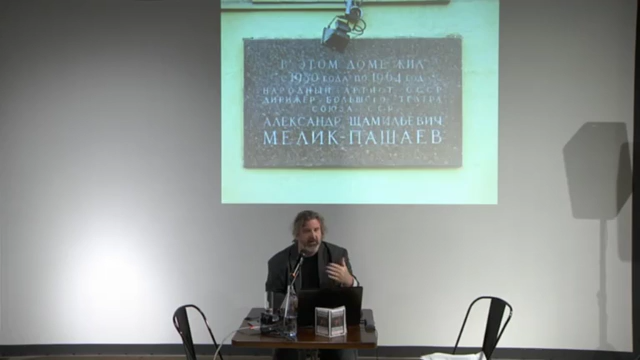 В ЭТОМ ДОМЕ ЖИЛ
С 1930 ГОДА ПО 1964 ГОД
НАРОДНЫЙ АРТИСТ СССР
ДИРИЖЕР БОЛЬШОГО ТЕАТРА
СОЮЗА ССР
АЛЕКСАНДР ШАМИЛЬЕВИЧ
МЕЛИК-ПАШАЕВ